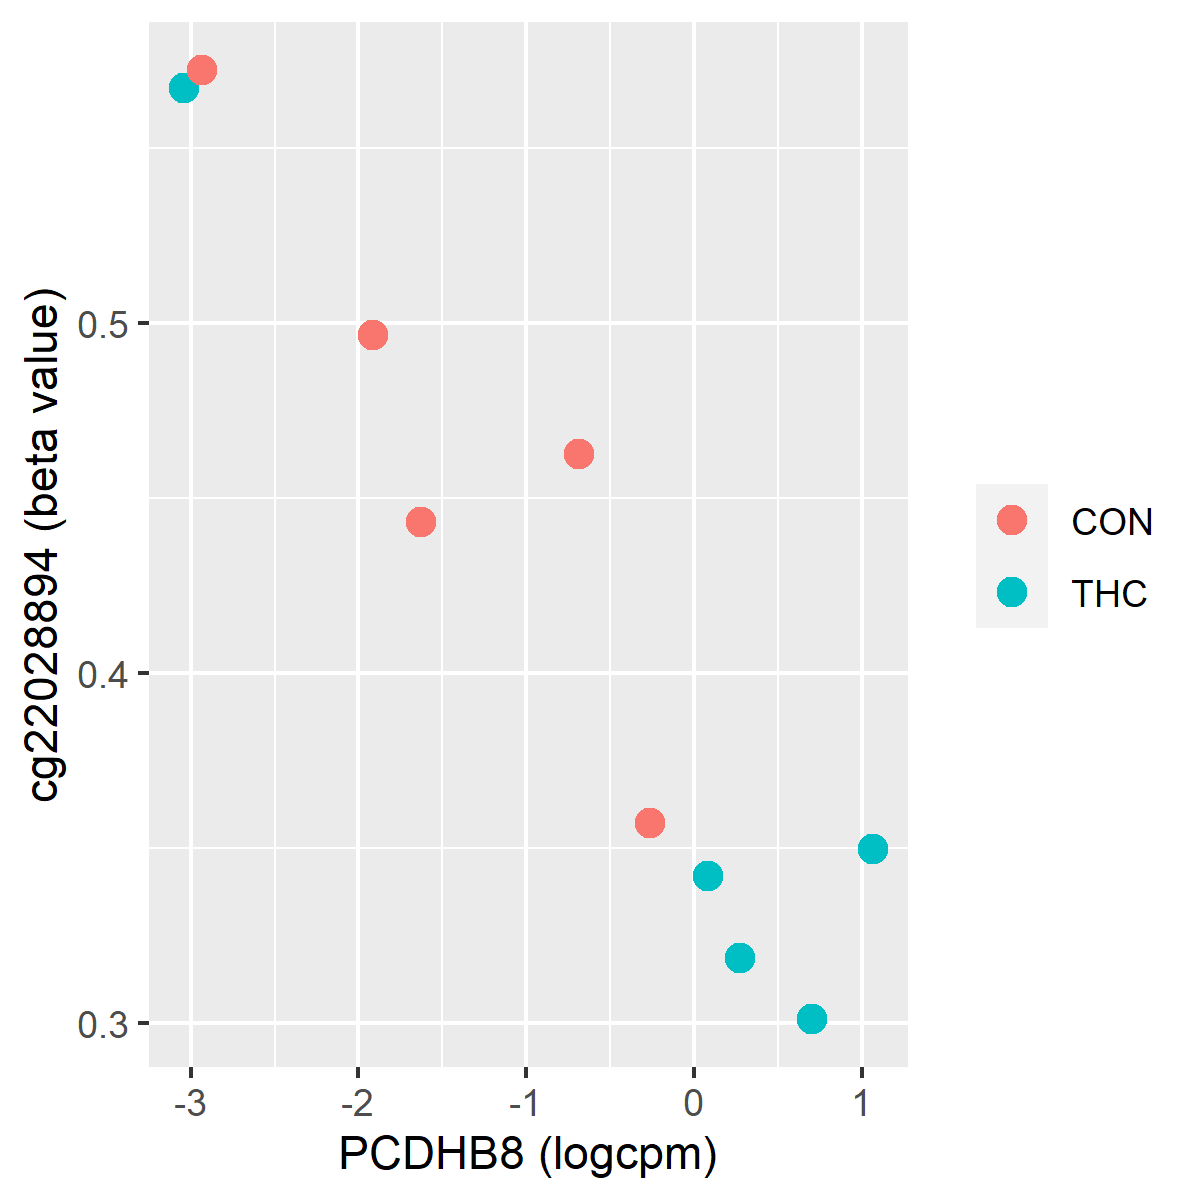 cg22028894 (beta value)
0.5
0.4
0.3
-3
-2
-1
0
1
PCDHB8 (logcpm)
CON
THC